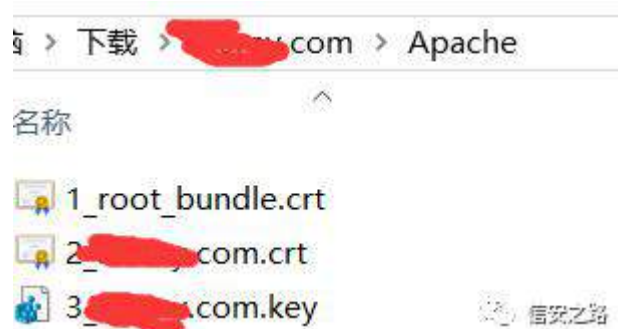 > 下载 > .com > Apache
名称
1_root_bundle.crt
2_.com.crt
3_.com.key
信安之路